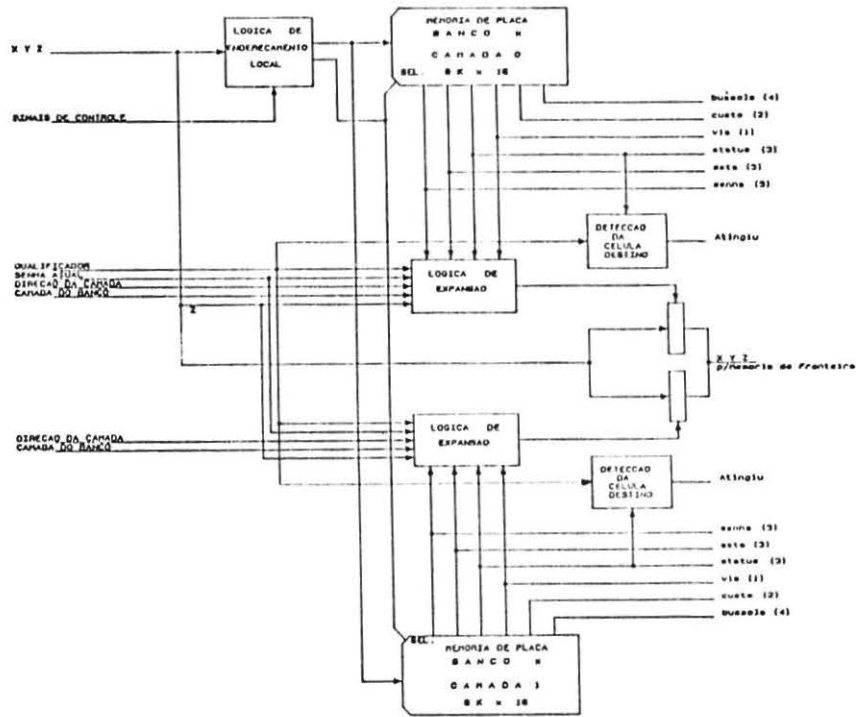 MEMORIA DE PLACA
BANCO X
CAMADA 0
SEL. 8K x 16
LOGICA DE
ENDERECAMENTO
LOCAL
X Y Z
SINAIS DE CONTROLE
bussola (4)
custo (2)
via (1)
status (3)
seta (3)
senha (3)
DETECCAO
DA
CELULA
DESTINO
Atingiu
QUALIFICADOR
SENHA ATUAL
DIRECAO DA CAMADA
CAMADA DO BANCO
Z
LOGICA DE
EXPANSAO
X Y Z
p/Memoria de Fronteira
DIRECAO DA CAMADA
CAMADA DO BANCO
LOGICA DE
EXPANSAO
DETECCAO
DA
CELULA
DESTINO
Atingiu
senha (3)
seta (3)
status (3)
via (1)
custo (2)
bussola (4)
SEL.
MEMORIA DE PLACA
BANCO X
CAMADA 1
8K x 16